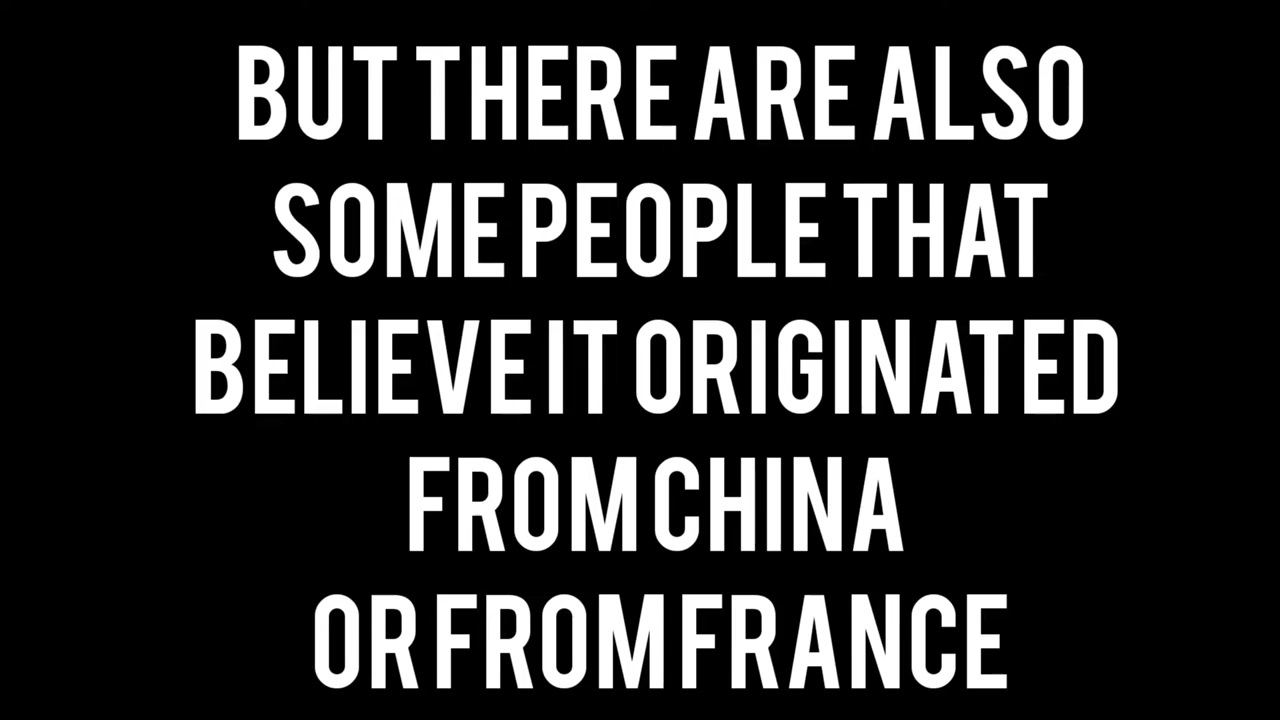 BUT THERE ARE ALSO
SOME PEOPLE THAT
BELIEVE IT ORIGINATED
FROM CHINA
OR FROM FRANCE